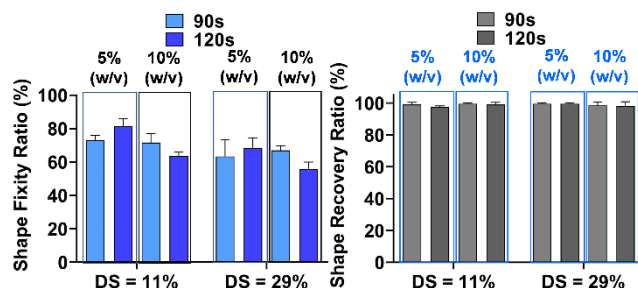 90s
120s
5%
(w/v)
10%
(w/v)
5%
(w/v)
10%
(w/v)
Shape Fixity Ratio (%)
100
80
60
40
20
0
DS = 11%
DS = 29%
90s
120s
5%
(w/v)
10%
(w/v)
5%
(w/v)
10%
(w/v)
Shape Recovery Ratio (%)
100
80
60
40
20
0
DS = 11%
DS = 29%